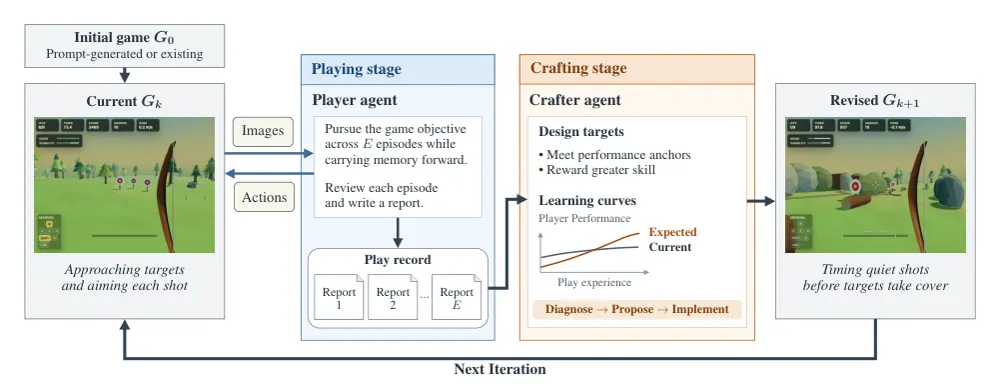 Initial game G₀
Prompt-generated or existing
Current Gₖ
Approaching targets
and aiming each shot
Images
Actions
Playing stage
Player agent
Pursue the game objective
across E episodes while
carrying memory forward.
Review each episode
and write a report.
Play record
Report
1
Report
2
...
Report
E
Crafting stage
Crafter agent
Design targets
• Meet performance anchors
• Reward greater skill
Learning curves
Player Performance
Expected
Current
Play experience
Diagnose → Propose → Implement
Revised Gₖ₊₁
Timing quiet shots
before targets take cover
Next Iteration